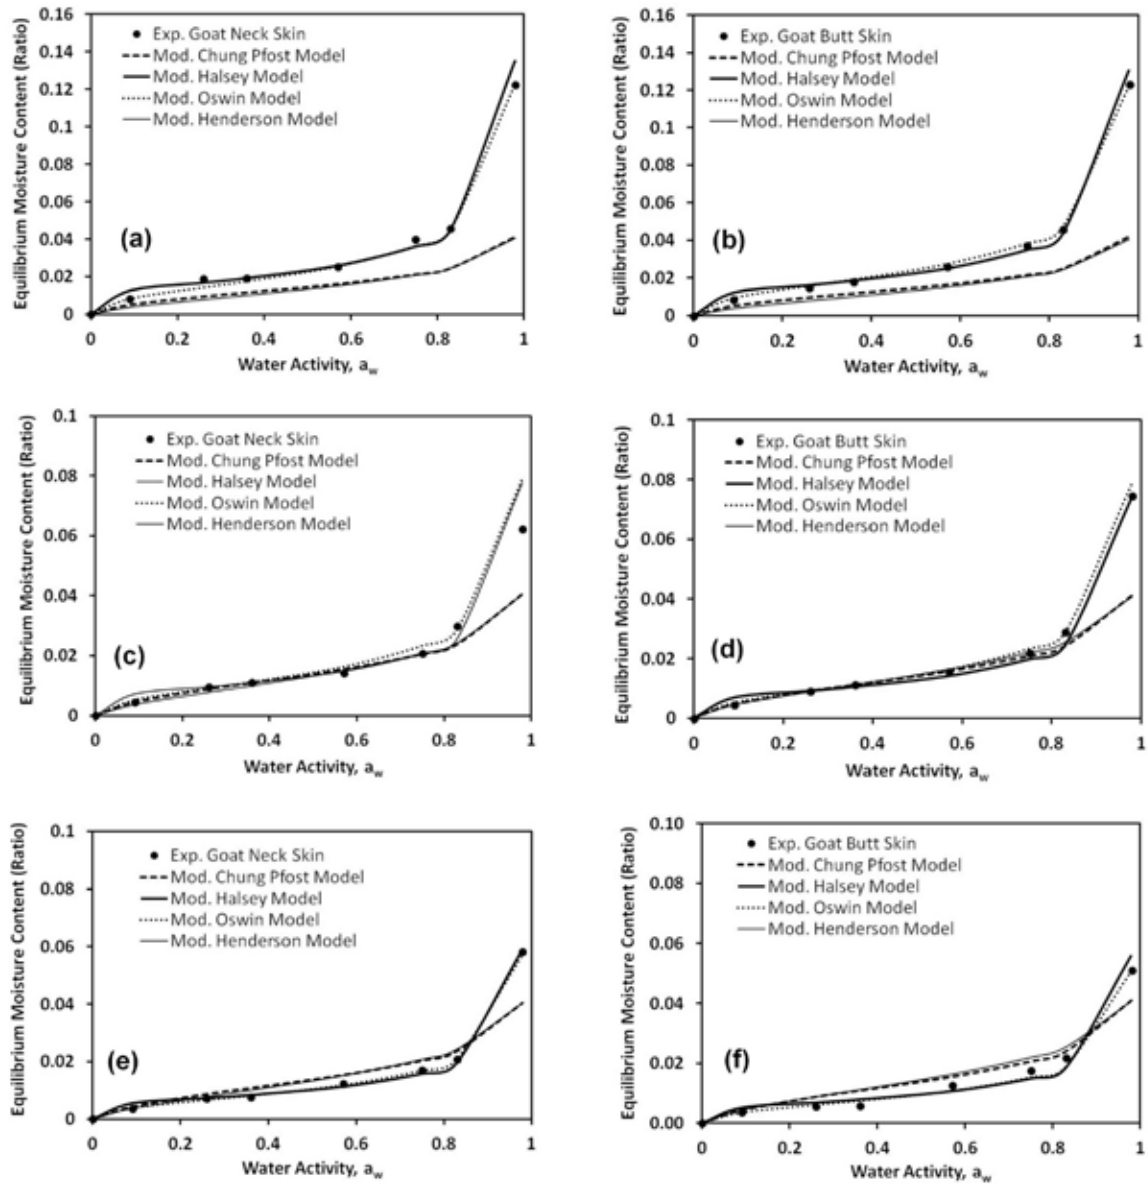 Equilibrium Moisture Content (Ratio)
0.16
0.14
0.12
0.1
0.08
0.06
0.04
0.02
0
Exp. Goat Neck Skin
Mod. Chung Pfost Model
Mod. Halsey Model
Mod. Oswin Model
Mod. Henderson Model
(a)
0 0.2 0.4 0.6 0.8 1
Water Activity, aw
Equilibrium Moisture Content (Ratio)
0.16
0.14
0.12
0.1
0.08
0.06
0.04
0.02
0
Exp. Goat Butt Skin
Mod. Chung Pfost Model
Mod. Halsey Model
Mod. Oswin Model
Mod. Henderson Model
(b)
0 0.2 0.4 0.6 0.8 1
Water Activity, aw
Equilibrium Moisture Content (Ratio)
0.1
0.08
0.06
0.04
0.02
0
Exp. Goat Neck Skin
Mod. Chung Pfost Model
Mod. Halsey Model
Mod. Oswin Model
Mod. Henderson Model
(c)
0 0.2 0.4 0.6 0.8 1
Water Activity, aw
Equilibrium Moisture Content (Ratio)
0.1
0.08
0.06
0.04
0.02
0
Exp. Goat Butt Skin
Mod. Chung Pfost Model
Mod. Halsey Model
Mod. Oswin Model
Mod. Henderson Model
(d)
0 0.2 0.4 0.6 0.8 1
Water Activity, aw
Equilibrium Moisture Content (Ratio)
0.1
0.08
0.06
0.04
0.02
0
Exp. Goat Neck Skin
Mod. Chung Pfost Model
Mod. Halsey Model
Mod. Oswin Model
Mod. Henderson Model
(e)
0 0.2 0.4 0.6 0.8 1
Water Activity, aw
Equilibrium Moisture Content (Ratio)
0.10
0.08
0.06
0.04
0.02
0.00
Exp. Goat Butt Skin
Mod. Chung Pfost Model
Mod. Halsey Model
Mod. Oswin Model
Mod. Henderson Model
(f)
0 0.2 0.4 0.6 0.8 1
Water Activity, aw